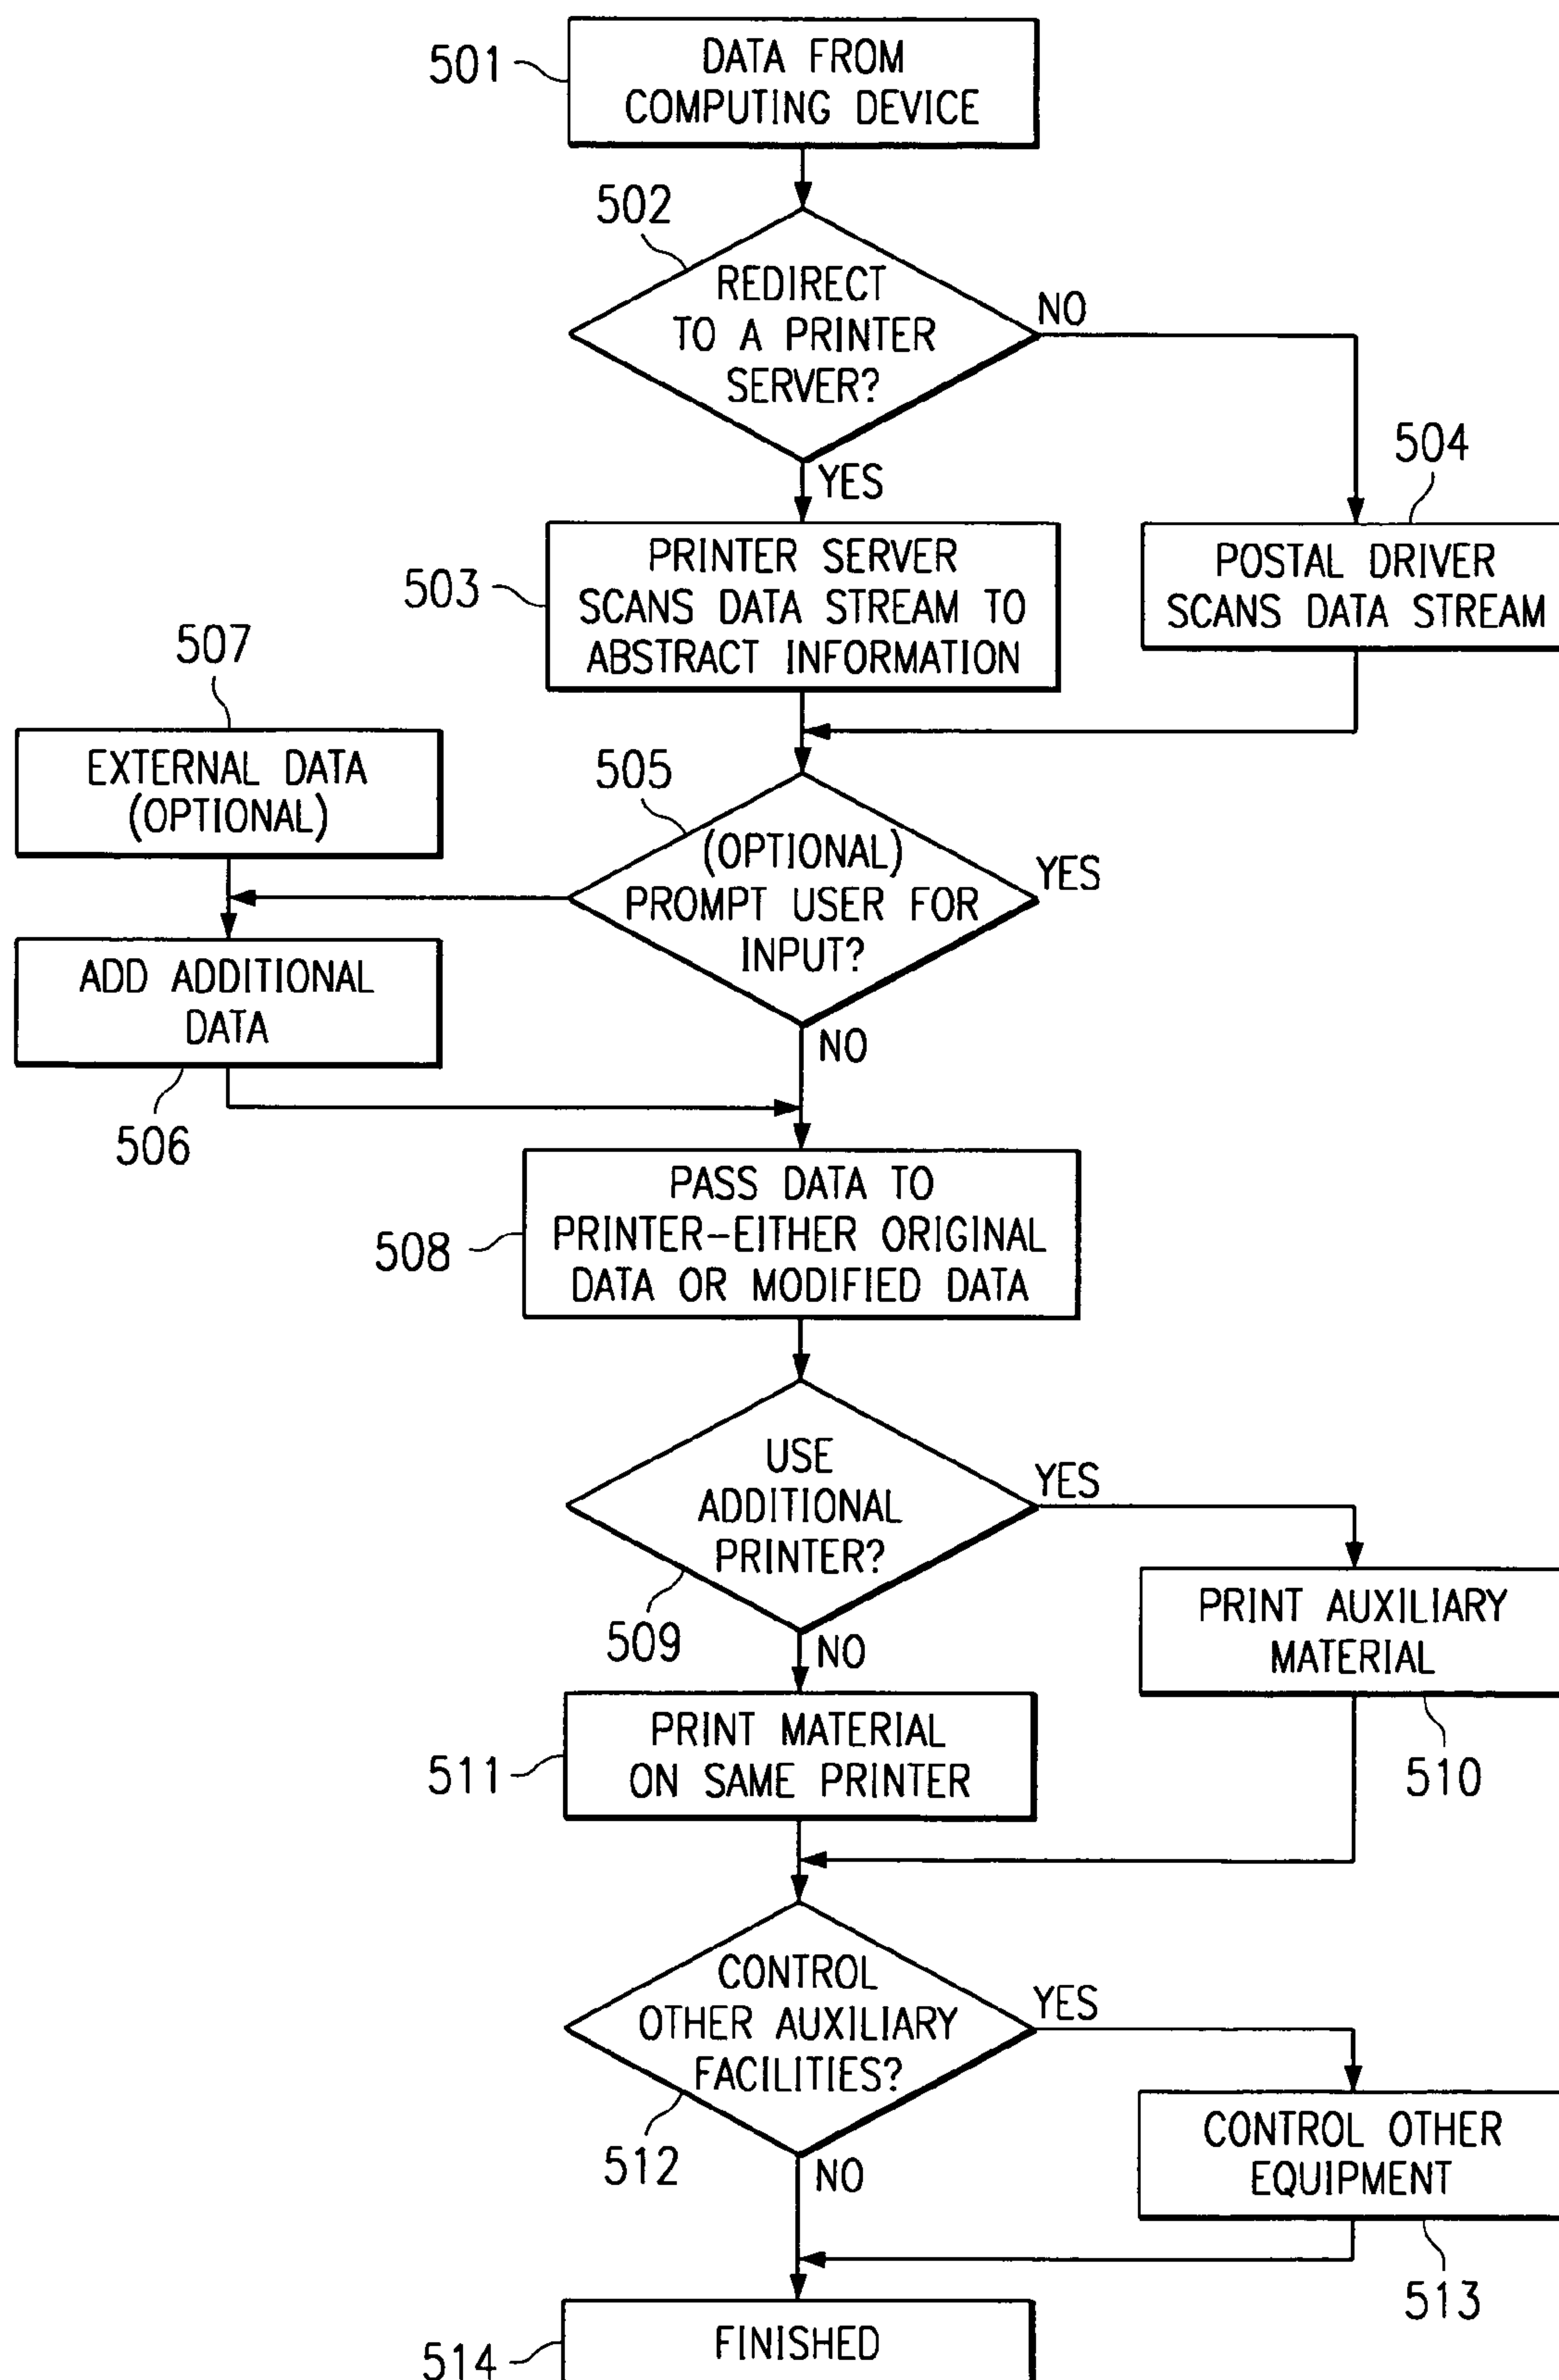 501
DATA FROM
COMPUTING DEVICE
502
REDIRECT
TO A PRINTER
SERVER?
NO
YES
504
503
PRINTER SERVER
SCANS DATA STREAM TO
ABSTRACT INFORMATION
POSTAL DRIVER
SCANS DATA STREAM
507
EXTERNAL DATA
(OPTIONAL)
505
(OPTIONAL)
PROMPT USER FOR
INPUT?
YES
NO
ADD ADDITIONAL
DATA
506
508
PASS DATA TO
PRINTER-EITHER ORIGINAL
DATA OR MODIFIED DATA
USE
ADDITIONAL
PRINTER?
YES
509
NO
PRINT AUXILIARY
MATERIAL
510
511
PRINT MATERIAL
ON SAME PRINTER
CONTROL
OTHER AUXILIARY
FACILITIES?
YES
512
NO
CONTROL OTHER
EQUIPMENT
513
514
FINISHED